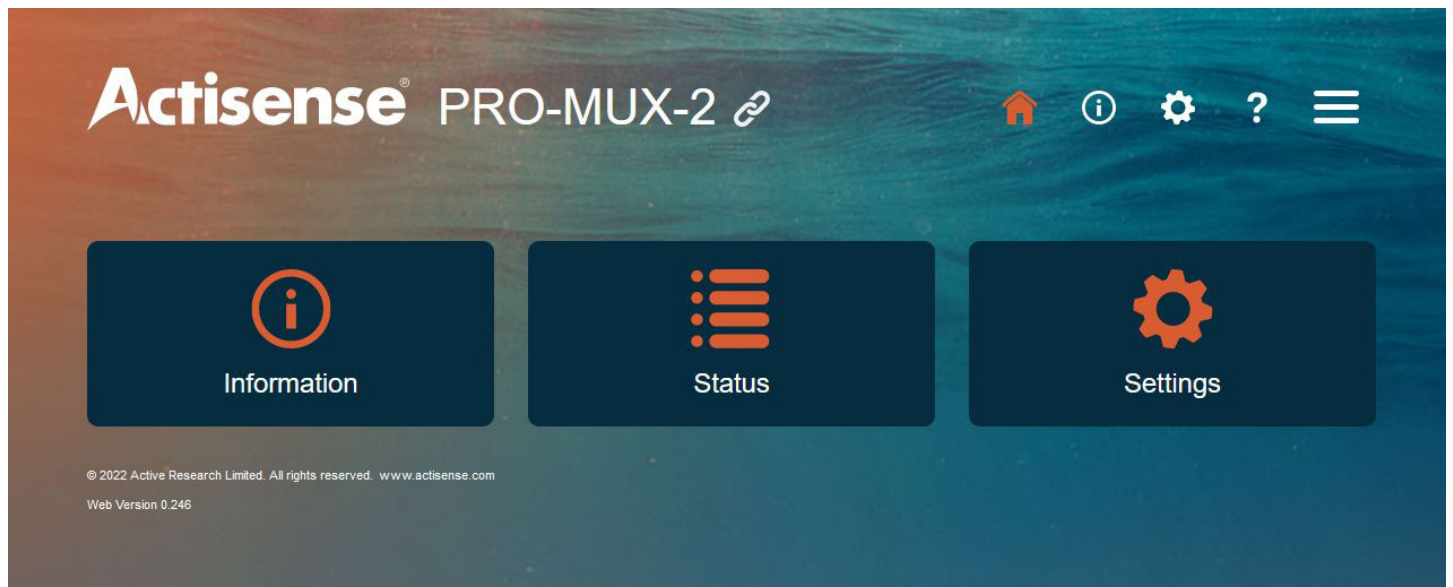 Actisense® PRO-MUX-2
?
Information
Status
Settings
© 2022 Active Research Limited. All rights reserved. www.actisense.com
Web Version 0.246